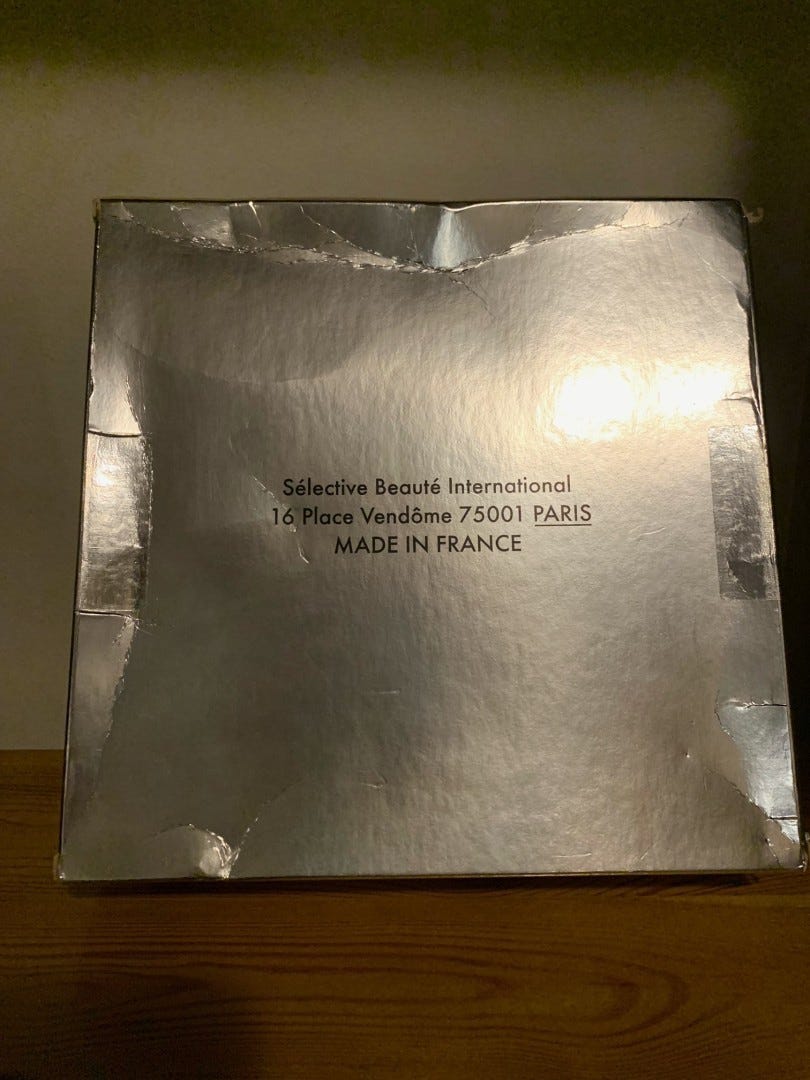 Sélective Beauté International
16 Place Vendôme 75001 PARIS
MADE IN FRANCE